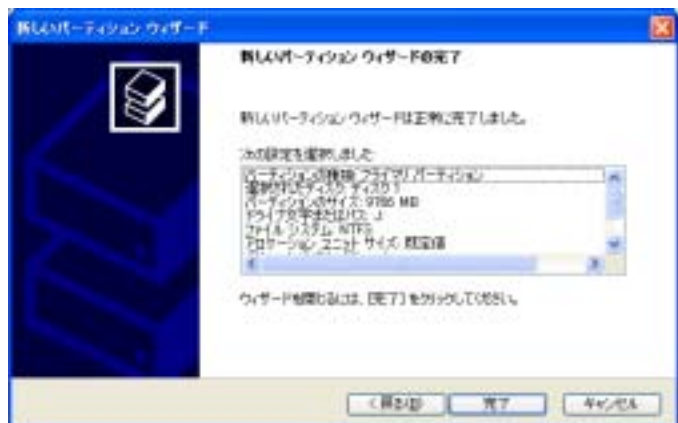 新しいパーティション ウィザード
新しいパーティション ウィザードの完了
新しいパーティション ウィザードは正常に完了しました。
次の設定を選択しました
パーティションの種類: プライマリ パーティション
選択されたディスク: ディスク 1
パーティションのサイズ: 9786 MB
ドライブ文字またはパス: J:
ファイル システム: NTFS
アロケーション ユニット サイズ: 既定値
ウィザードを閉じるには、[完了] をクリックしてください。
< 戻る(B)
完了
キャンセル